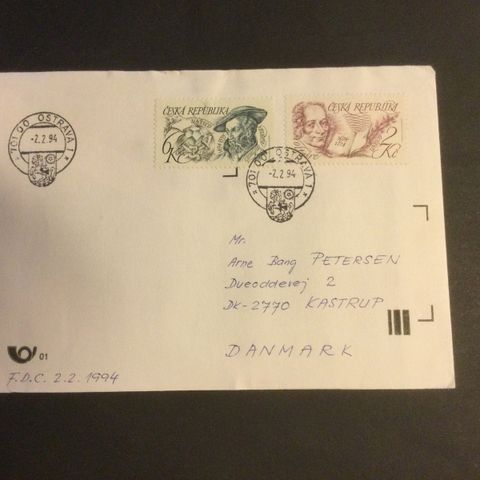 ČESKÁ REPUBLIKA
6 Kč
ČESKÁ REPUBLIKA
2 Kč
701 00 OSTRAVA 1
-2.2.94
701 00 OSTRAVA 1
-2.2.94
Mr.
Arne Bang PETERSEN
Dueoddevej 2
DK-2770 KASTRUP
DANMARK
01
F.D.C. 2.2.1994